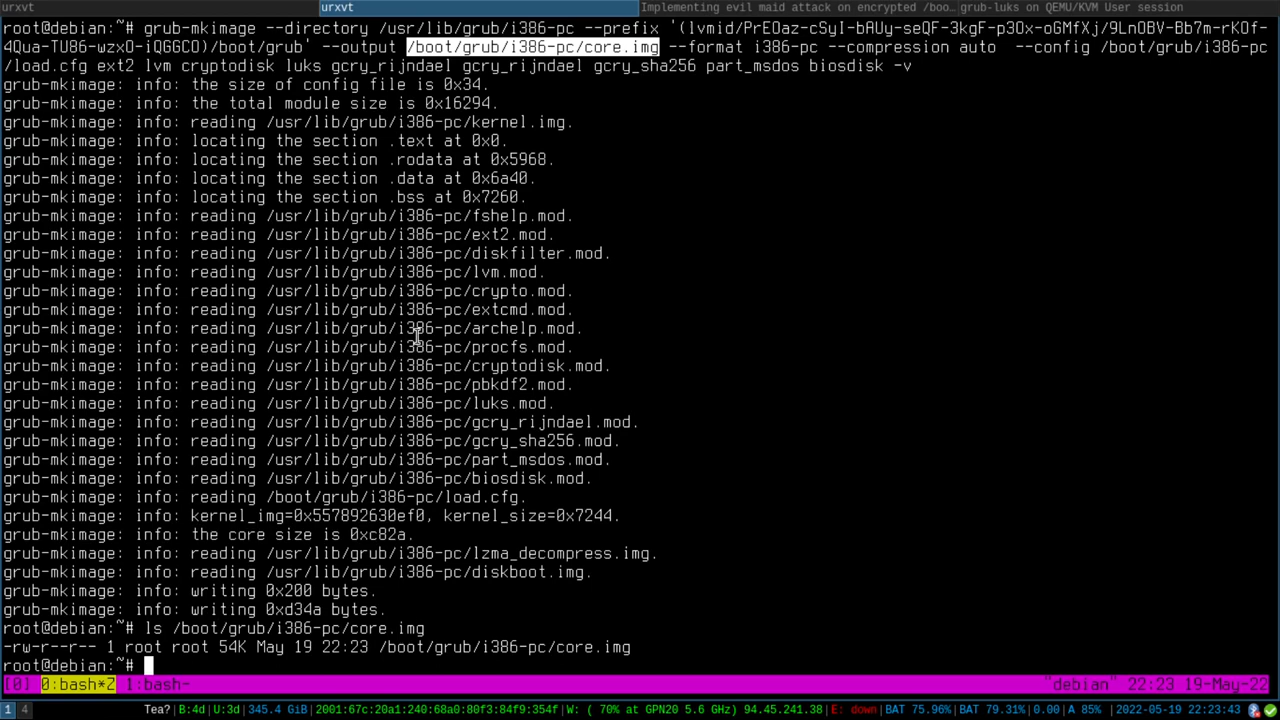 urxvt urxvt Implementing evil maid attack on encrypted /boo… grub-luks on QEMU/KVM User session
root@debian:~# grub-mkimage --directory /usr/lib/grub/i386-pc --prefix '(lvmid/PrEOaz-cSyI-bAUy-seQF-3kgF-p3Ox-oGMfXj/9LnOBV-Bb7m-rKOf-
4Qua-TU86-wzxO-iQGGCO)/boot/grub' --output /boot/grub/i386-pc/core.img --format i386-pc --compression auto  --config /boot/grub/i386-pc
/load.cfg ext2 lvm cryptodisk luks gcry_rijndael gcry_rijndael gcry_sha256 part_msdos biosdisk -v
grub-mkimage: info: the size of config file is 0x34.
grub-mkimage: info: the total module size is 0x16294.
grub-mkimage: info: reading /usr/lib/grub/i386-pc/kernel.img.
grub-mkimage: info: locating the section .text at 0x0.
grub-mkimage: info: locating the section .rodata at 0x5968.
grub-mkimage: info: locating the section .data at 0x6a40.
grub-mkimage: info: locating the section .bss at 0x7260.
grub-mkimage: info: reading /usr/lib/grub/i386-pc/fshelp.mod.
grub-mkimage: info: reading /usr/lib/grub/i386-pc/ext2.mod.
grub-mkimage: info: reading /usr/lib/grub/i386-pc/diskfilter.mod.
grub-mkimage: info: reading /usr/lib/grub/i386-pc/lvm.mod.
grub-mkimage: info: reading /usr/lib/grub/i386-pc/crypto.mod.
grub-mkimage: info: reading /usr/lib/grub/i386-pc/extcmd.mod.
grub-mkimage: info: reading /usr/lib/grub/i386-pc/archelp.mod.
grub-mkimage: info: reading /usr/lib/grub/i386-pc/procfs.mod.
grub-mkimage: info: reading /usr/lib/grub/i386-pc/cryptodisk.mod.
grub-mkimage: info: reading /usr/lib/grub/i386-pc/pbkdf2.mod.
grub-mkimage: info: reading /usr/lib/grub/i386-pc/luks.mod.
grub-mkimage: info: reading /usr/lib/grub/i386-pc/gcry_rijndael.mod.
grub-mkimage: info: reading /usr/lib/grub/i386-pc/gcry_sha256.mod.
grub-mkimage: info: reading /usr/lib/grub/i386-pc/part_msdos.mod.
grub-mkimage: info: reading /usr/lib/grub/i386-pc/biosdisk.mod.
grub-mkimage: info: reading /boot/grub/i386-pc/load.cfg.
grub-mkimage: info: kernel_img=0x557892630ef0, kernel_size=0x7244.
grub-mkimage: info: the core size is 0xc82a.
grub-mkimage: info: reading /usr/lib/grub/i386-pc/lzma_decompress.img.
grub-mkimage: info: reading /usr/lib/grub/i386-pc/diskboot.img.
grub-mkimage: info: writing 0x200 bytes.
grub-mkimage: info: writing 0xd34a bytes.
root@debian:~# ls /boot/grub/i386-pc/core.img
-rw-r--r-- 1 root root 54K May 19 22:23 /boot/grub/i386-pc/core.img
root@debian:~#
[0] 0:bash*Z 1:bash- "debian" 22:23 19-May-22
1 4 Tea?|B:4d|U:3d|345.4 GiB|2001:67c:20a1:240:68a0:80f3:84f9:354f|W: ( 70% at GPN20 5.6 GHz) 94.45.241.38|E: down|BAT 75.96%|BAT 79.31%|0.00|A 85%|2022-05-19 22:23:43